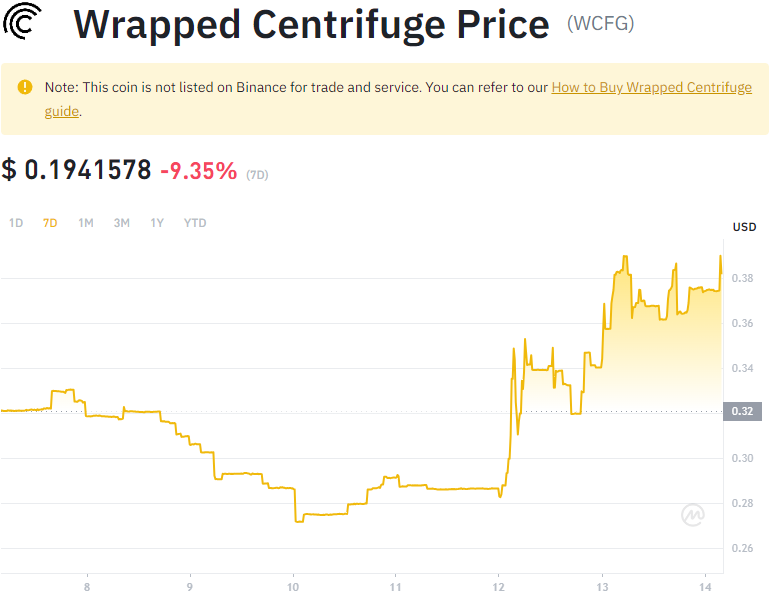 Wrapped Centrifuge Price (WCFG)
Note: This coin is not listed on Binance for trade and service. You can refer to our How to Buy Wrapped Centrifuge
guide.
$ 0.1941578 -9.35% (7D)
1D 7D 1M 3M 1Y YTD
USD
0.38
0.36
0.34
0.32
0.30
0.28
0.26
8 9 10 11 12 13 14